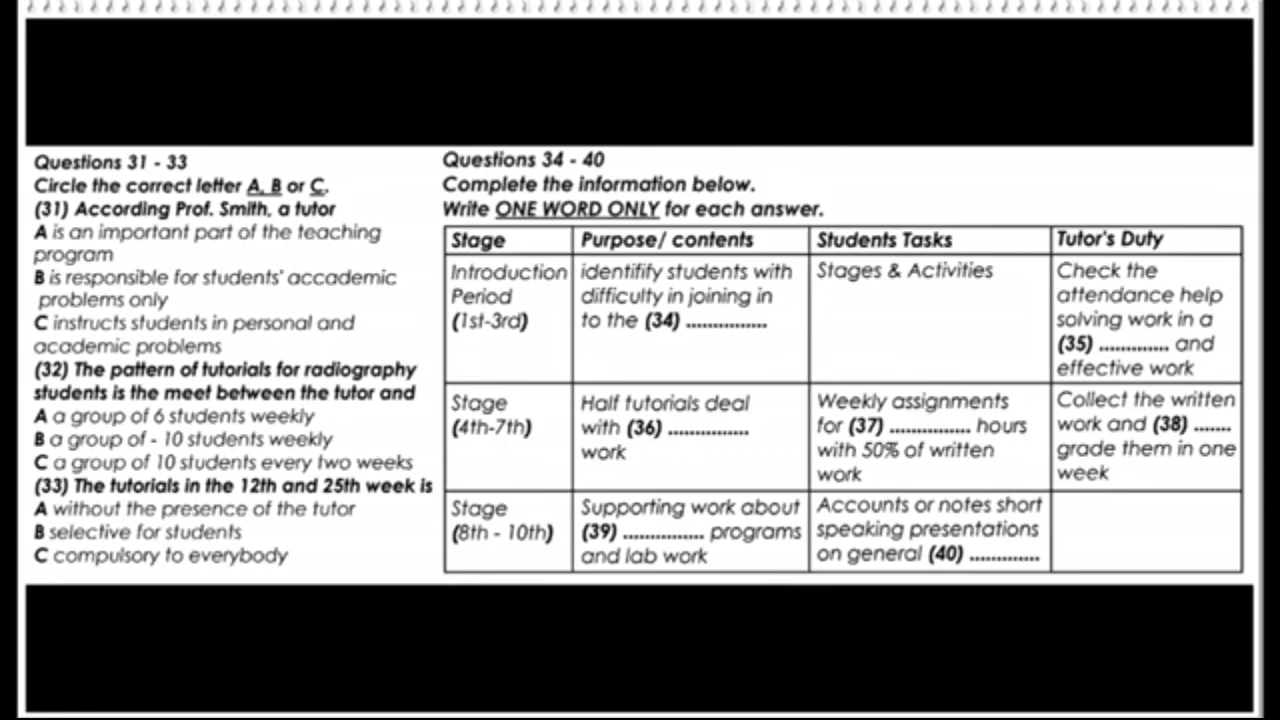 Questions 31 - 33
Circle the correct letter A, B or C.
(31) According Prof. Smith, a tutor
A is an important part of the teaching
program
B is responsible for students' accademic
problems only
C instructs students in personal and
academic problems
(32) The pattern of tutorials for radiography
students is the meet between the tutor and
A a group of 6 students weekly
B a group of - 10 students weekly
C a group of 10 students every two weeks
(33) The tutorials in the 12th and 25th week is
A without the presence of the tutor
B selective for students
C compulsory to everybody
Questions 34 - 40
Complete the information below.
Write ONE WORD ONLY for each answer.
Stage
Purpose/ contents
Students Tasks
Tutor's Duty
Introduction
Period
(1st-3rd)
identifify students with
difficulty in joining in
to the (34) ...............
Stages & Activities
Check the
attendance help
solving work in a
(35) ............. and
effective work
Stage
(4th-7th)
Half tutorials deal
with (36) ...............
work
Weekly assignments
for (37) ............... hours
with 50% of written
work
Collect the written
work and (38) .......
grade them in one
week
Stage
(8th - 10th)
Supporting work about
(39) ............... programs
and lab work
Accounts or notes short
speaking presentations
on general (40) .............